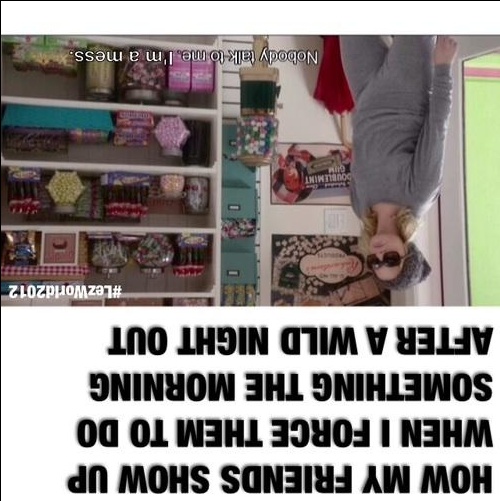 HOW MY FRIENDS SHOW UP
WHEN I FORCE THEM TO DO
SOMETHING THE MORNING
AFTER A WILD NIGHT OUT
#LezWorld2012
DOUBLEMINT
GUM
PRODUCTS
Nobody talk to me. I'm a mess.